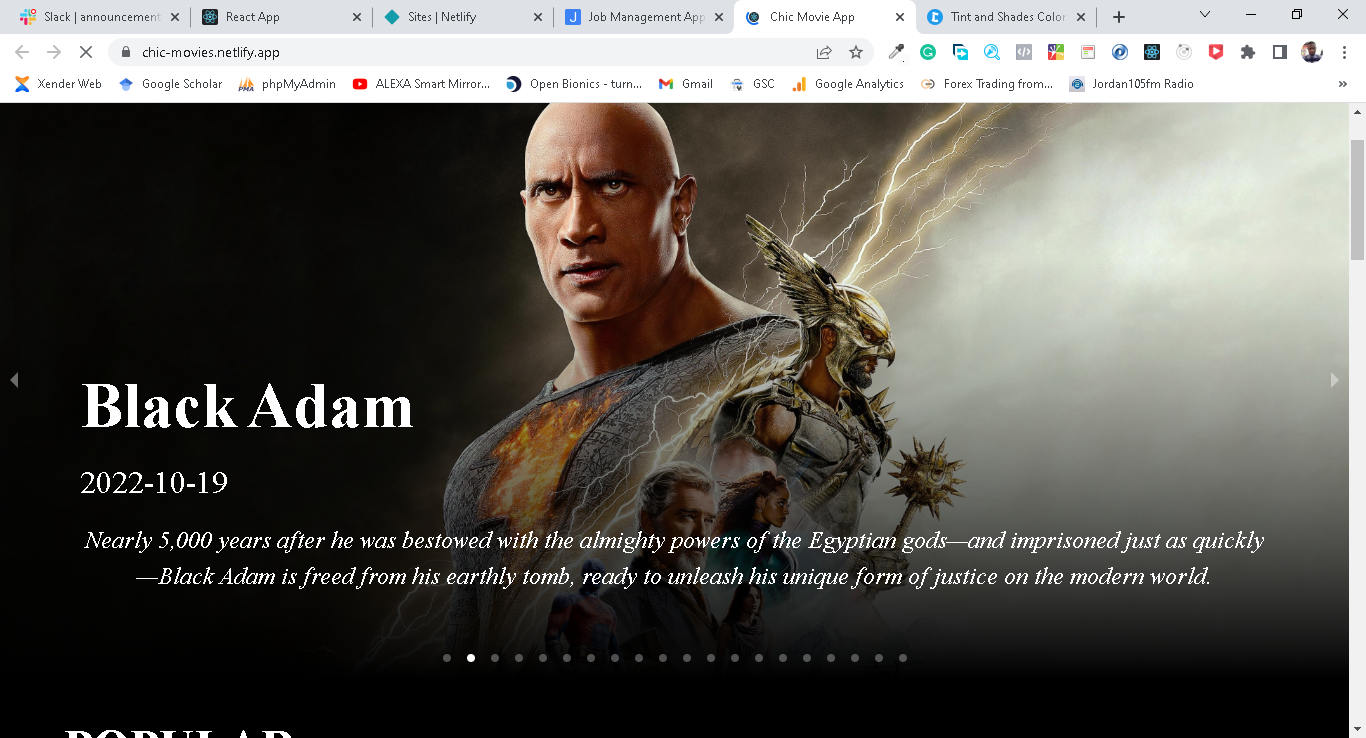 Slack | announcement
React App
Sites | Netlify
Job Management App
Chic Movie App
Tint and Shades Color
chic-movies.netlify.app
Xender Web
Google Scholar
phpMyAdmin
ALEXA Smart Mirror...
Open Bionics - turn...
Gmail
GSC
Google Analytics
Forex Trading from...
Jordan105fm Radio
Black Adam
2022-10-19
Nearly 5,000 years after he was bestowed with the almighty powers of the Egyptian gods—and imprisoned just as quickly
—Black Adam is freed from his earthly tomb, ready to unleash his unique form of justice on the modern world.
POPULAR